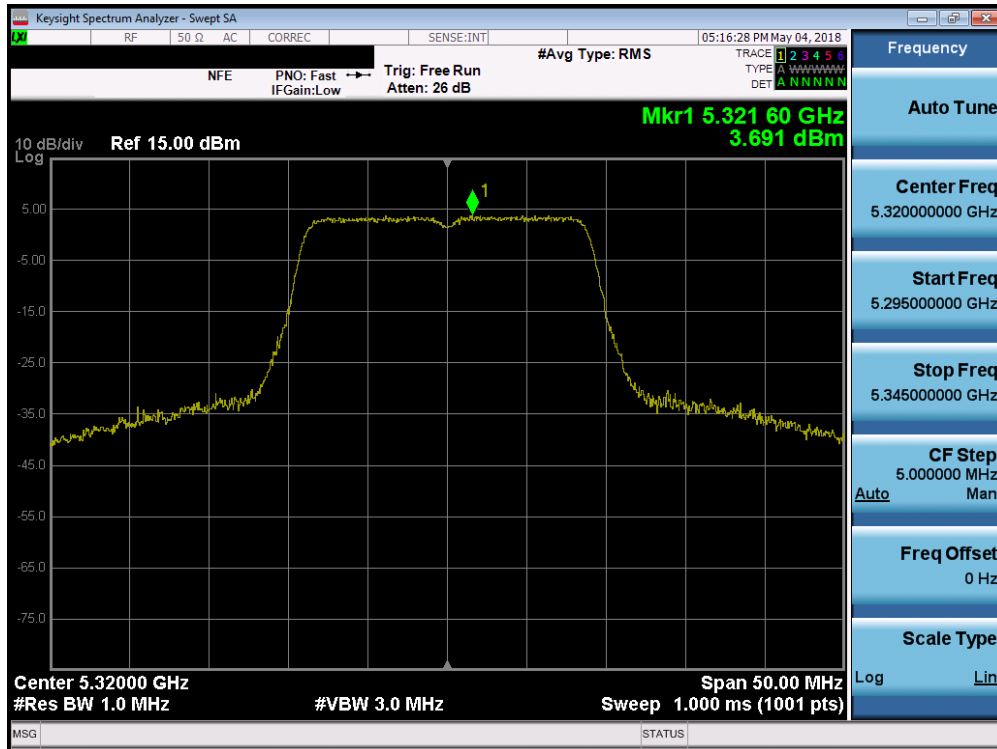 Keysight Spectrum Analyzer - Swept SA
LXI RF 50 Ω AC CORREC SENSE:INT 05:16:28 PM May 04, 2018
Frequency
#Avg Type: RMS
TRACE 1 2 3 4 5 6
TYPE A WWWWW
DET A N N N N N
NFE PNO: Fast Trig: Free Run
IFGain:Low Atten: 26 dB
Auto Tune
Mkr1 5.321 60 GHz
3.691 dBm
10 dB/div Ref 15.00 dBm
Log
1
5.00
-5.00
-15.0
-25.0
-35.0
-45.0
-55.0
-65.0
-75.0
Center Freq
5.320000000 GHz
Start Freq
5.295000000 GHz
Stop Freq
5.345000000 GHz
CF Step
5.000000 MHz
Auto Man
Freq Offset
0 Hz
Scale Type
Log Lin
Center 5.32000 GHz Span 50.00 MHz
#Res BW 1.0 MHz #VBW 3.0 MHz Sweep 1.000 ms (1001 pts)
MSG STATUS